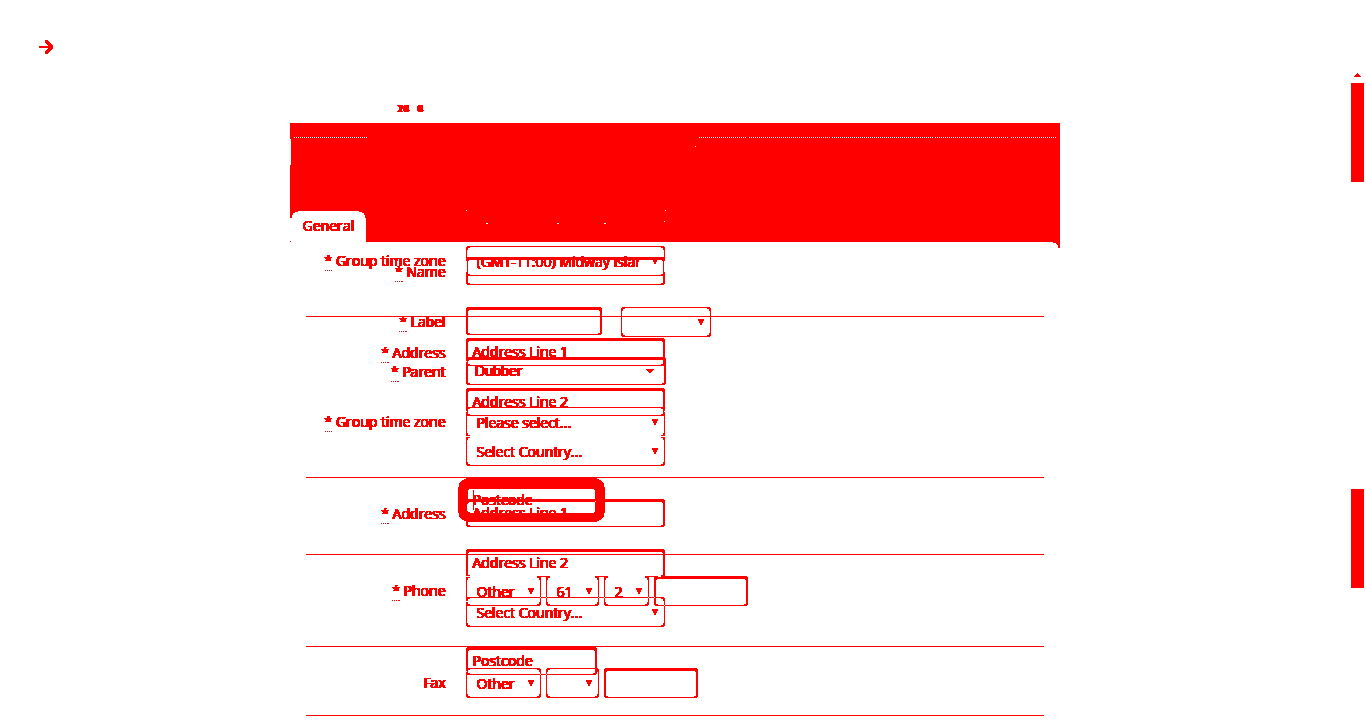 General
* Group time zone (GMT-11:00) Midway Islar
* Name
* Label
* Address Address Line 1
* Parent Dubber
Address Line 2
* Group time zone Please select...
Select Country...
Postcode
* Address Address Line 1
Address Line 2
* Phone Other 61 2
Select Country...
Postcode
Fax Other